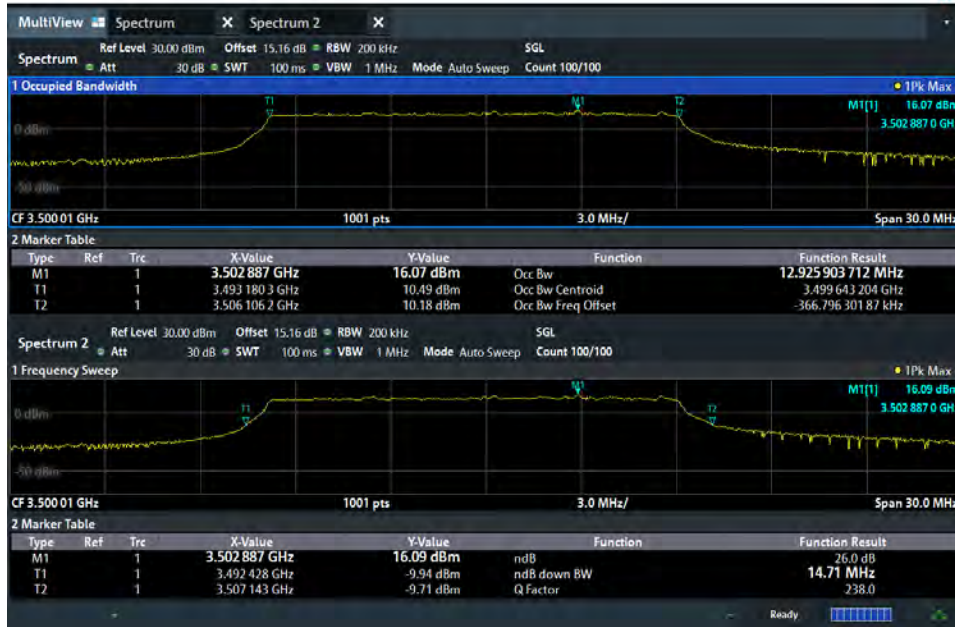 MultiView Spectrum X Spectrum 2 X
Ref Level 30.00 dBm Offset 15.16 dB RBW 200 kHz SGL
Spectrum Att 30 dB SWT 100 ms VBW 1 MHz Mode Auto Sweep Count 100/100
1 Occupied Bandwidth 1Pk Max
T1 M1 T2 M1[1] 16.07 dBm
0 dBm 3.502 887 0 GH
-50 dBm
CF 3.500 01 GHz 1001 pts 3.0 MHz/ Span 30.0 MHz
2 Marker Table
Type Ref Trc X-Value Y-Value Function Function Result
M1 1 3.502 887 GHz 16.07 dBm Occ Bw 12.925 903 712 MHz
T1 1 3.493 180 3 GHz 10.49 dBm Occ Bw Centroid 3.499 643 204 GHz
T2 1 3.506 106 2 GHz 10.18 dBm Occ Bw Freq Offset -366.796 301 87 kHz
Ref Level 30.00 dBm Offset 15.16 dB RBW 200 kHz SGL
Spectrum 2 Att 30 dB SWT 100 ms VBW 1 MHz Mode Auto Sweep Count 100/100
1 Frequency Sweep 1Pk Max
M1 M1[1] 16.09 dBm
T1 T2 3.502 887 0 GH
0 dBm
-50 dBm
CF 3.500 01 GHz 1001 pts 3.0 MHz/ Span 30.0 MHz
2 Marker Table
Type Ref Trc X-Value Y-Value Function Function Result
M1 1 3.502 887 GHz 16.09 dBm ndB 26.0 dB
T1 1 3.492 428 GHz -9.94 dBm ndB down BW 14.71 MHz
T2 1 3.507 143 GHz -9.71 dBm Q Factor 238.0
Ready